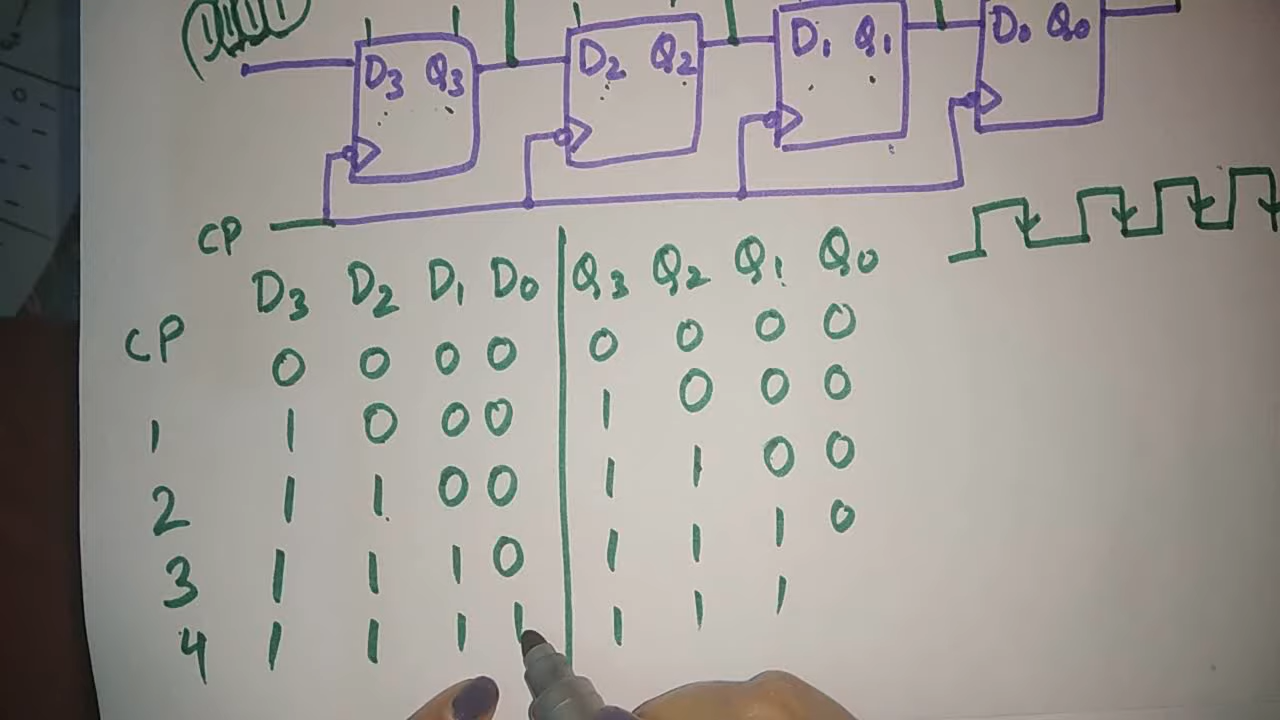 1111
D3 Q3 D2 Q2 D1 Q1 D0 Q0
CP
D3 D2 D1 D0 Q3 Q2 Q1 Q0
CP 0 0 0 0 0 0 0 0
1 1 0 0 0 1 0 0 0
2 1 1 0 0 1 1 0 0
3 1 1 1 0 1 1 1 0
4 1 1 1 1 1 1 1